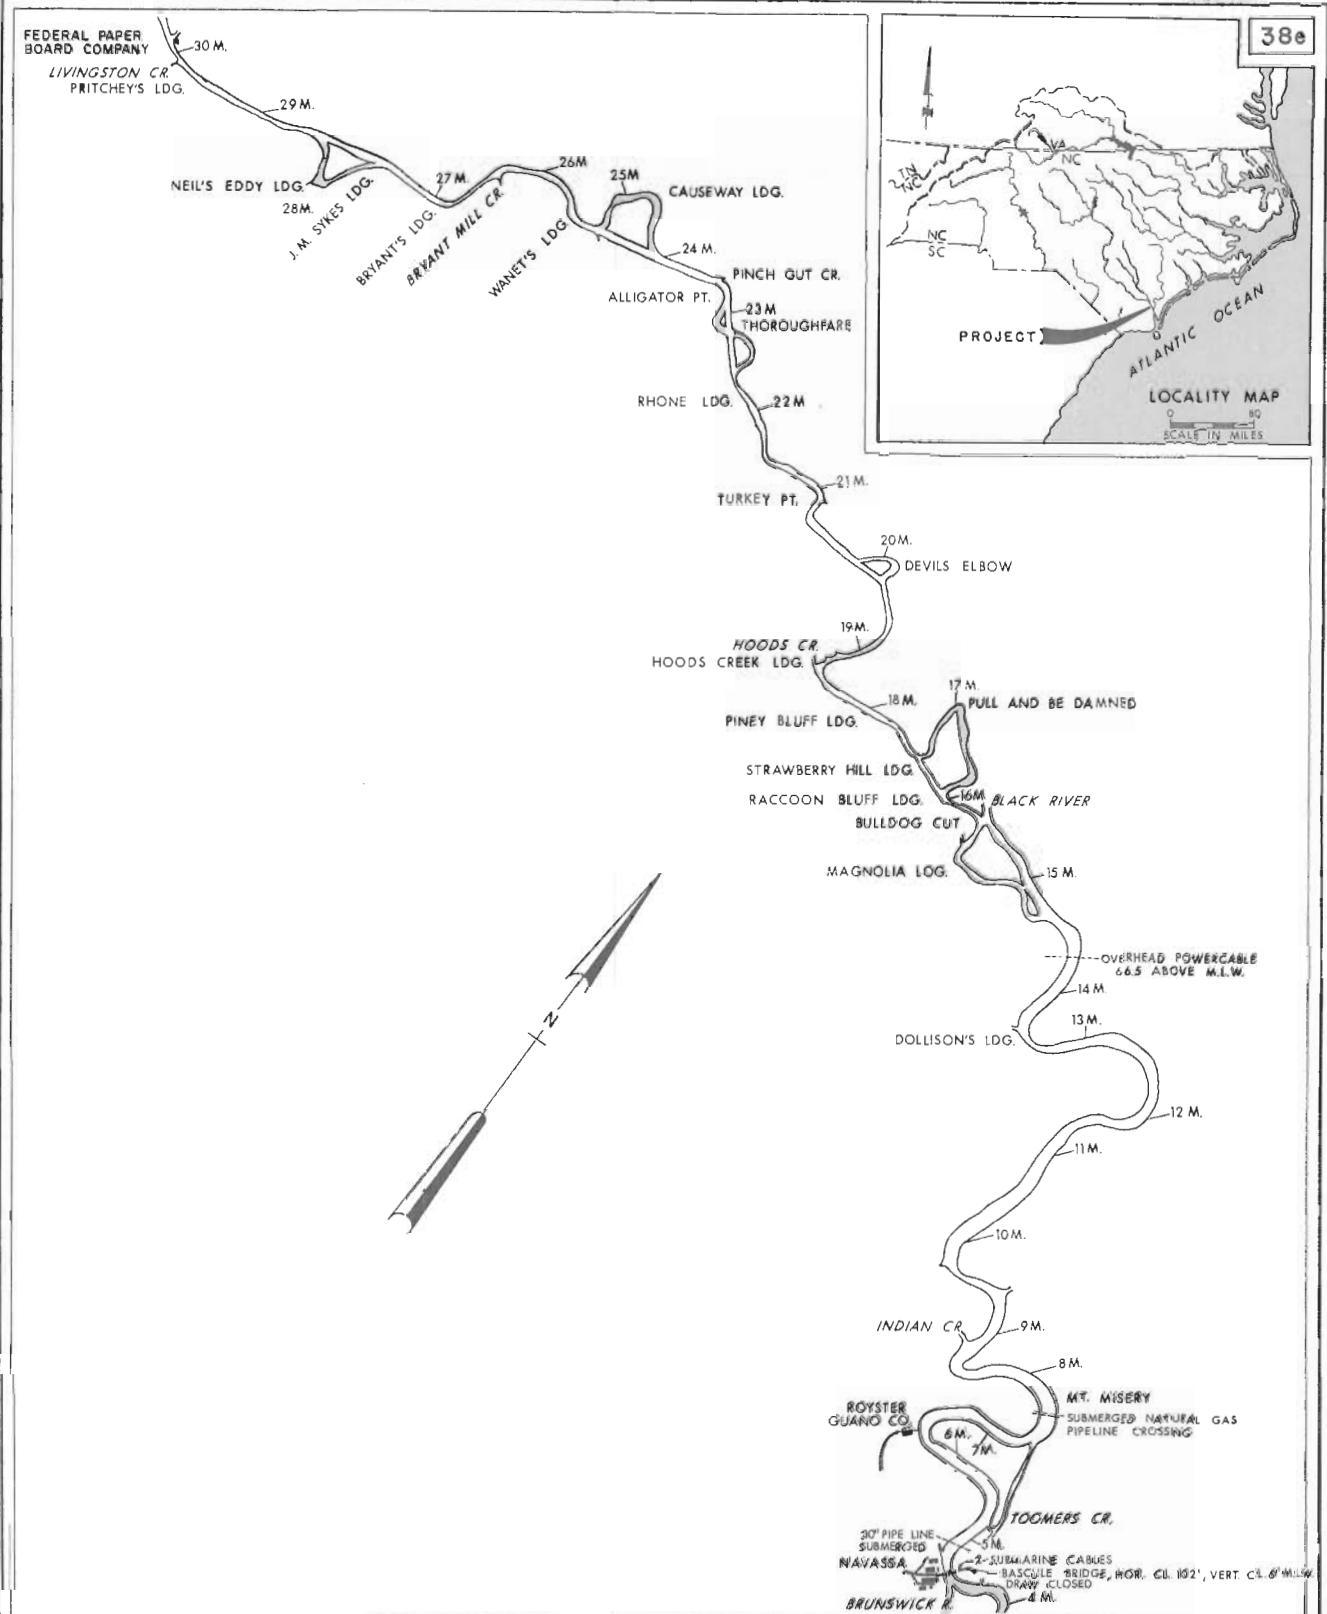 FEDERAL PAPER
BOARD COMPANY
30 M.
LIVINGSTON CR.
PRITCHEY'S LDG.
29 M.
NEIL'S EDDY LDG.
28 M.
J. M. SYKES LDG.
27 M.
BRYANT'S LDG.
BRYANT MILL CR.
26M
WANET'S LDG.
25M
CAUSEWAY LDG.
24 M.
PINCH GUT CR.
ALLIGATOR PT.
23M
THOROUGHFARE
RHONE LDG.
22M
21 M.
TURKEY PT.
20M.
DEVILS ELBOW
19M.
HOODS CR.
HOODS CREEK LDG.
18 M.
17 M.
PULL AND BE DAMNED
PINEY BLUFF LDG.
STRAWBERRY HILL LDG.
RACCOON BLUFF LDG.
16M.
BLACK RIVER
BULLDOG CUT
MAGNOLIA LDG.
15 M.
OVERHEAD POWERCABLE
66.5 ABOVE M.L.W.
14 M.
13 M.
DOLLISON'S LDG.
12 M.
11 M.
10 M.
INDIAN CR.
9 M.
8 M.
MT. MISERY
SUBMERGED NATURAL GAS
PIPELINE CROSSING
ROYSTER
GUANO CO.
6 M.
7M.
TOOMERS CR.
30" PIPE LINE
SUBMERGED
5 M.
NAVASSA
2-SUBMARINE CABLES
BASCULE BRIDGE, HOR. CL. 102', VERT. CL. 6' M.L.W.
DRAW CLOSED
4 M.
BRUNSWICK R.
N
38e
N
VA
NC
TN
NC
NC
SC
PROJECT
ATLANTIC OCEAN
LOCALITY MAP
0 80
SCALE IN MILES